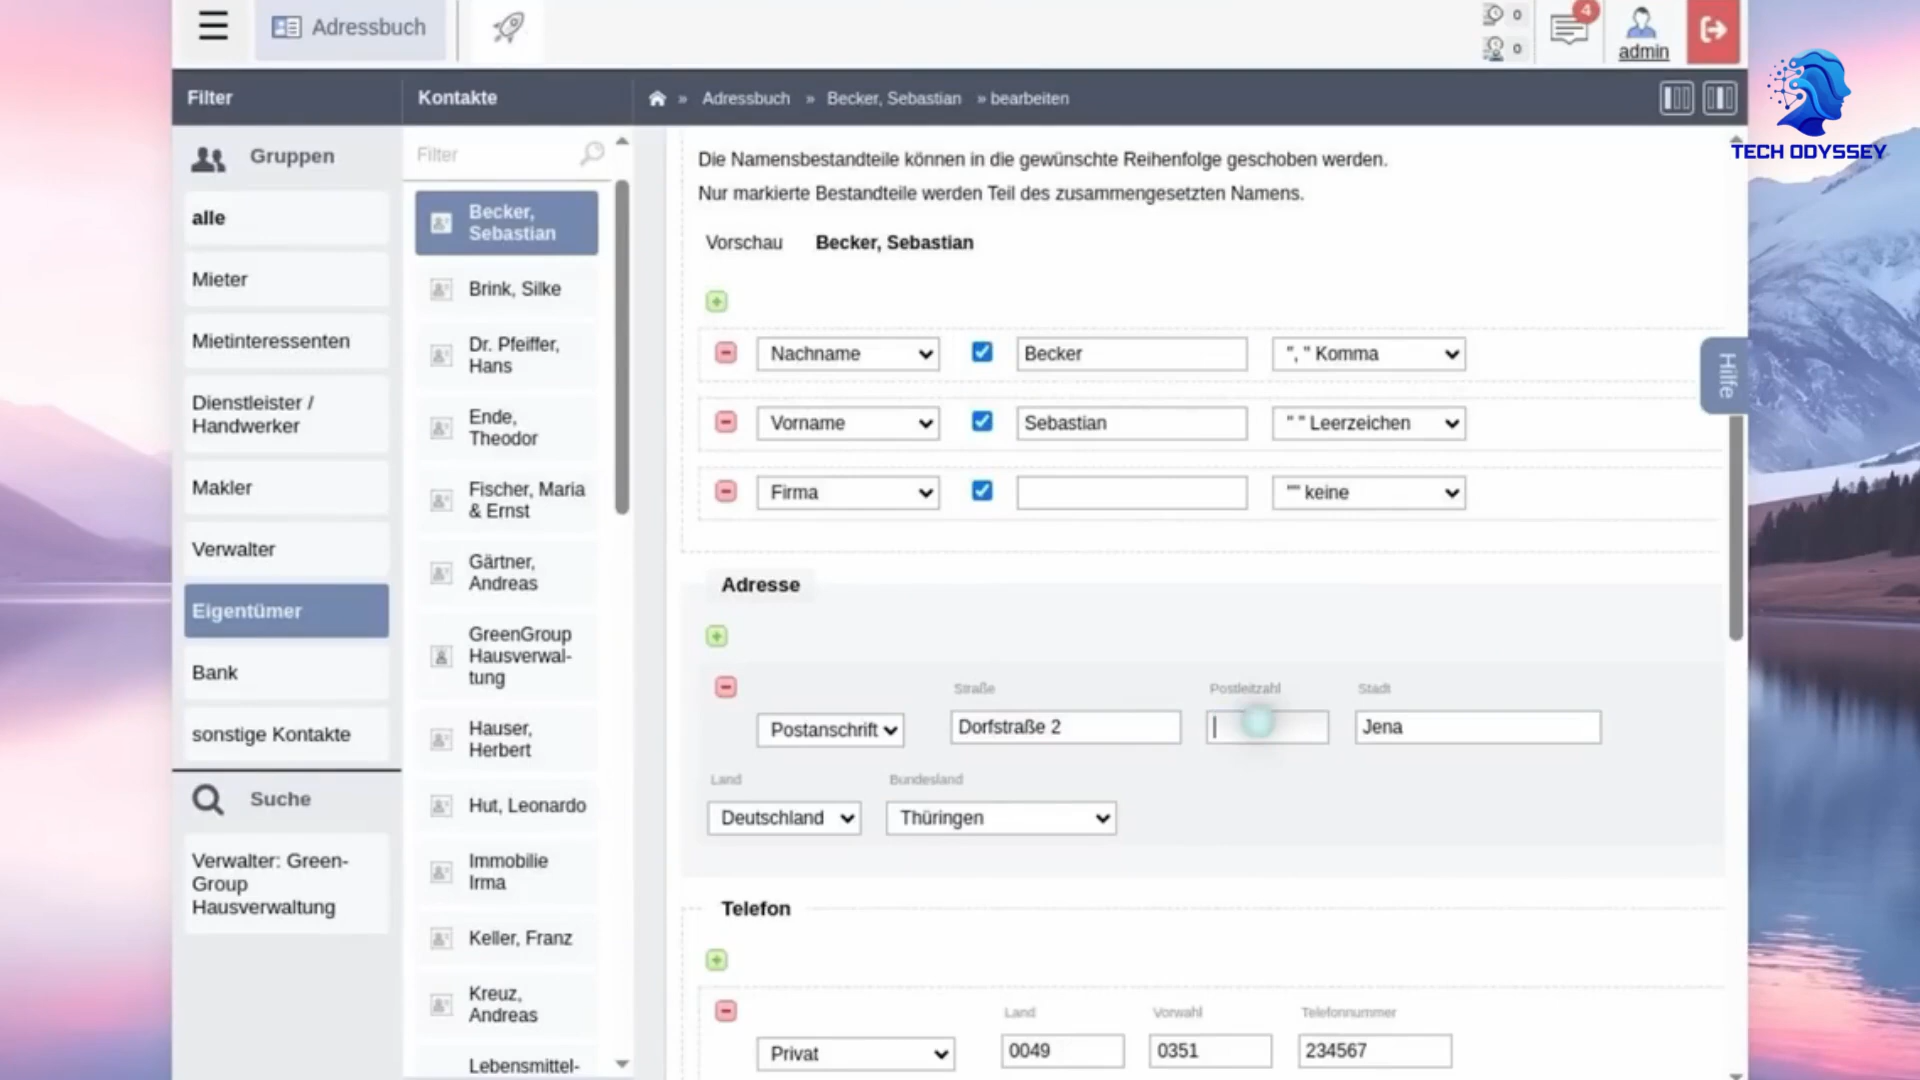 Adressbuch
0
0
4
admin
TECH ODYSSEY
Filter
Kontakte
» Adressbuch » Becker, Sebastian » bearbeiten
Gruppen
alle
Mieter
Mietinteressenten
Dienstleister /
Handwerker
Makler
Verwalter
Eigentümer
Bank
sonstige Kontakte
Suche
Verwalter: Green-
Group
Hausverwaltung
Filter
Becker,
Sebastian
Brink, Silke
Dr. Pfeiffer,
Hans
Ende,
Theodor
Fischer, Maria
& Ernst
Gärtner,
Andreas
GreenGroup
Hausverwal-
tung
Hauser,
Herbert
Hut, Leonardo
Immobilie
Irma
Keller, Franz
Kreuz,
Andreas
Lebensmittel-
Die Namensbestandteile können in die gewünschte Reihenfolge geschoben werden.
Nur markierte Bestandteile werden Teil des zusammengesetzten Namens.
Vorschau Becker, Sebastian
Nachname Becker ", " Komma
Vorname Sebastian " " Leerzeichen
Firma "" keine
Hilfe
Adresse
Straße Postleitzahl Stadt
Postanschrift Dorfstraße 2 Jena
Land Bundesland
Deutschland Thüringen
Telefon
Land Vorwahl Telefonnummer
Privat 0049 0351 234567